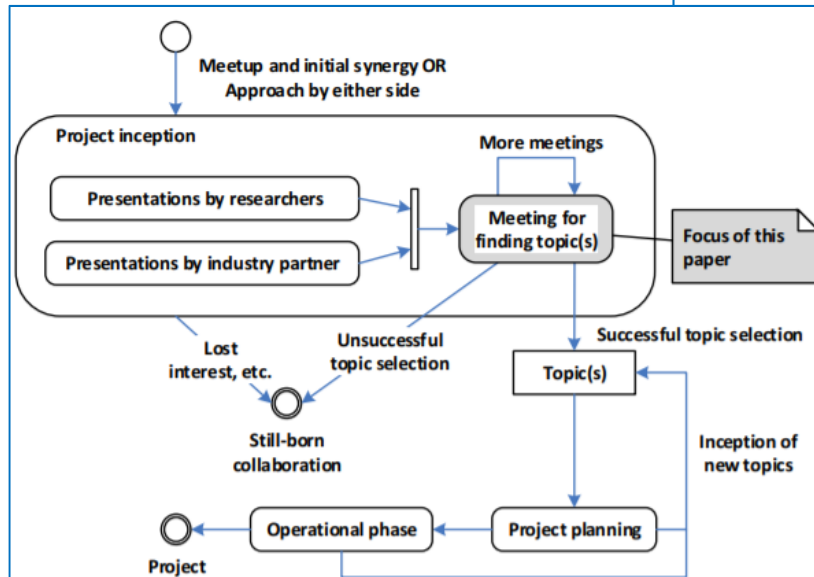 Meetup and initial synergy OR
Approach by either side
Project inception
More meetings
Presentations by researchers
Meeting for
finding topic(s)
Focus of this
paper
Presentations by industry partner
Lost
interest, etc.
Unsuccessful
topic selection
Successful topic selection
Topic(s)
Still-born
collaboration
Inception of
new topics
Operational phase
Project planning
Project